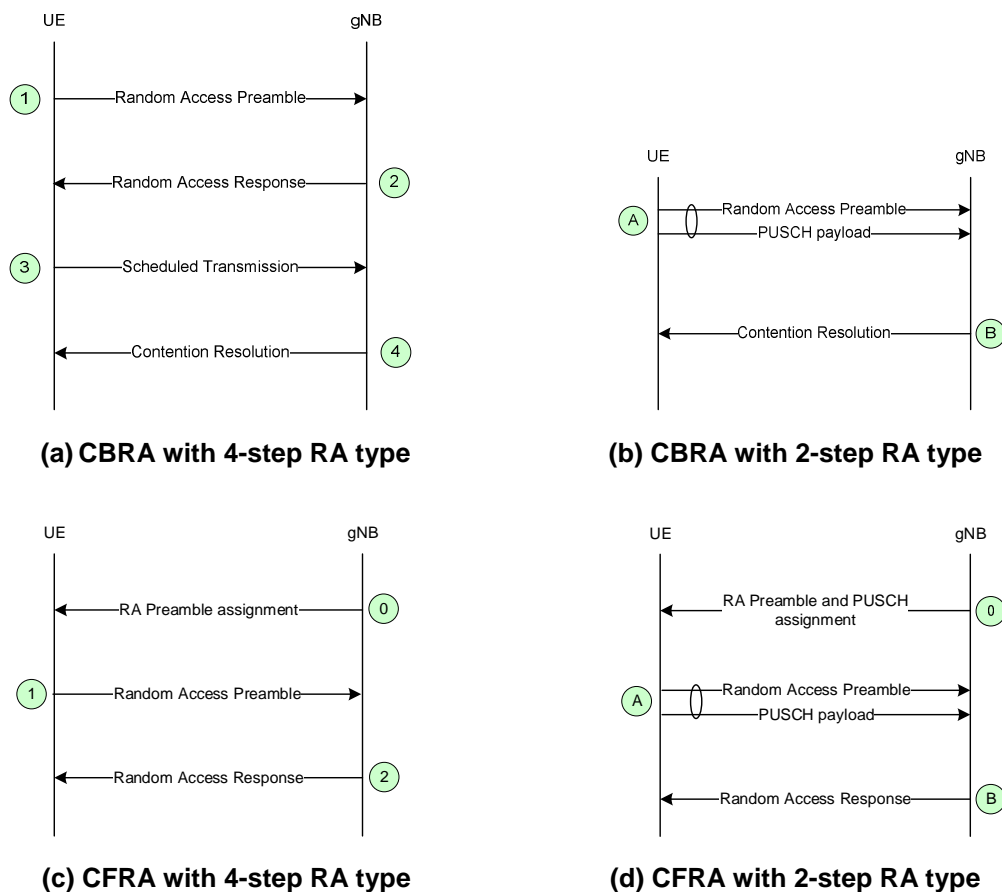 UE
gNB
1
Random Access Preamble
Random Access Response
2
3
Scheduled Transmission
Contention Resolution
4
(a) CBRA with 4-step RA type
UE
gNB
A
Random Access Preamble
PUSCH payload
Contention Resolution
B
(b) CBRA with 2-step RA type
UE
gNB
RA Preamble assignment
0
1
Random Access Preamble
Random Access Response
2
(c) CFRA with 4-step RA type
UE
gNB
RA Preamble and PUSCH
assignment
0
A
Random Access Preamble
PUSCH payload
Random Access Response
B
(d) CFRA with 2-step RA type